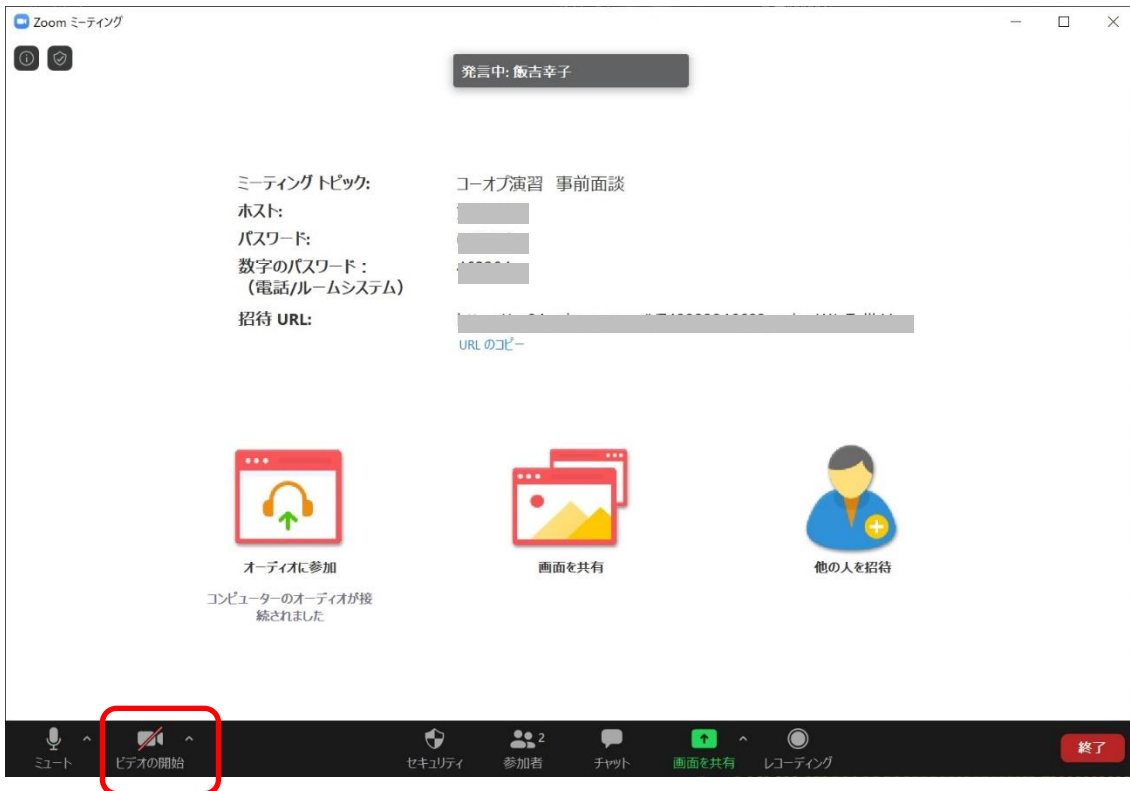 Zoom ミーティング
発言中: 飯吉幸子
ミーティング トピック: コーオプ演習 事前面談
ホスト:
パスワード:
数字のパスワード：
（電話/ルームシステム）
招待 URL:
URL のコピー
オーディオに参加
画面を共有
他の人を招待
コンピューターのオーディオが接
続されました
ミュート
ビデオの開始
セキュリティ
2
参加者
チャット
画面を共有
レコーディング
終了